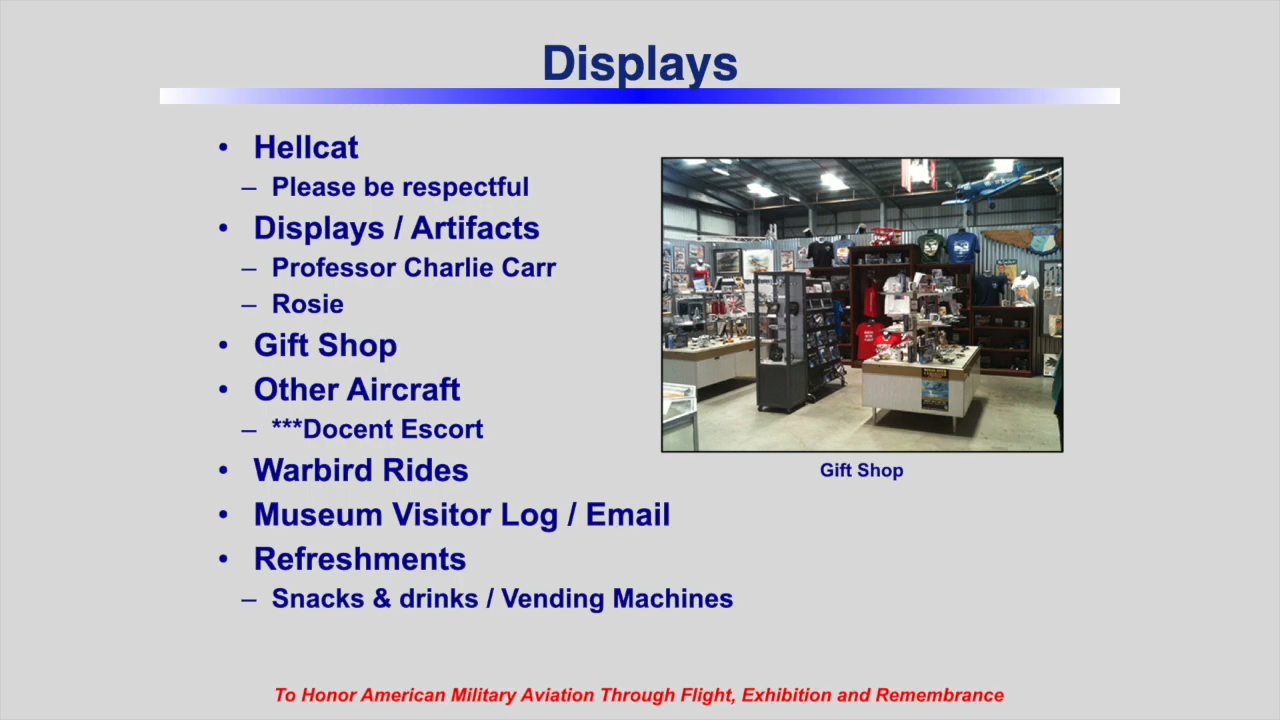 Displays
• Hellcat
– Please be respectful
• Displays / Artifacts
– Professor Charlie Carr
– Rosie
• Gift Shop
• Other Aircraft
– ***Docent Escort
• Warbird Rides
• Museum Visitor Log / Email
• Refreshments
– Snacks & drinks / Vending Machines
Gift Shop
To Honor American Military Aviation Through Flight, Exhibition and Remembrance